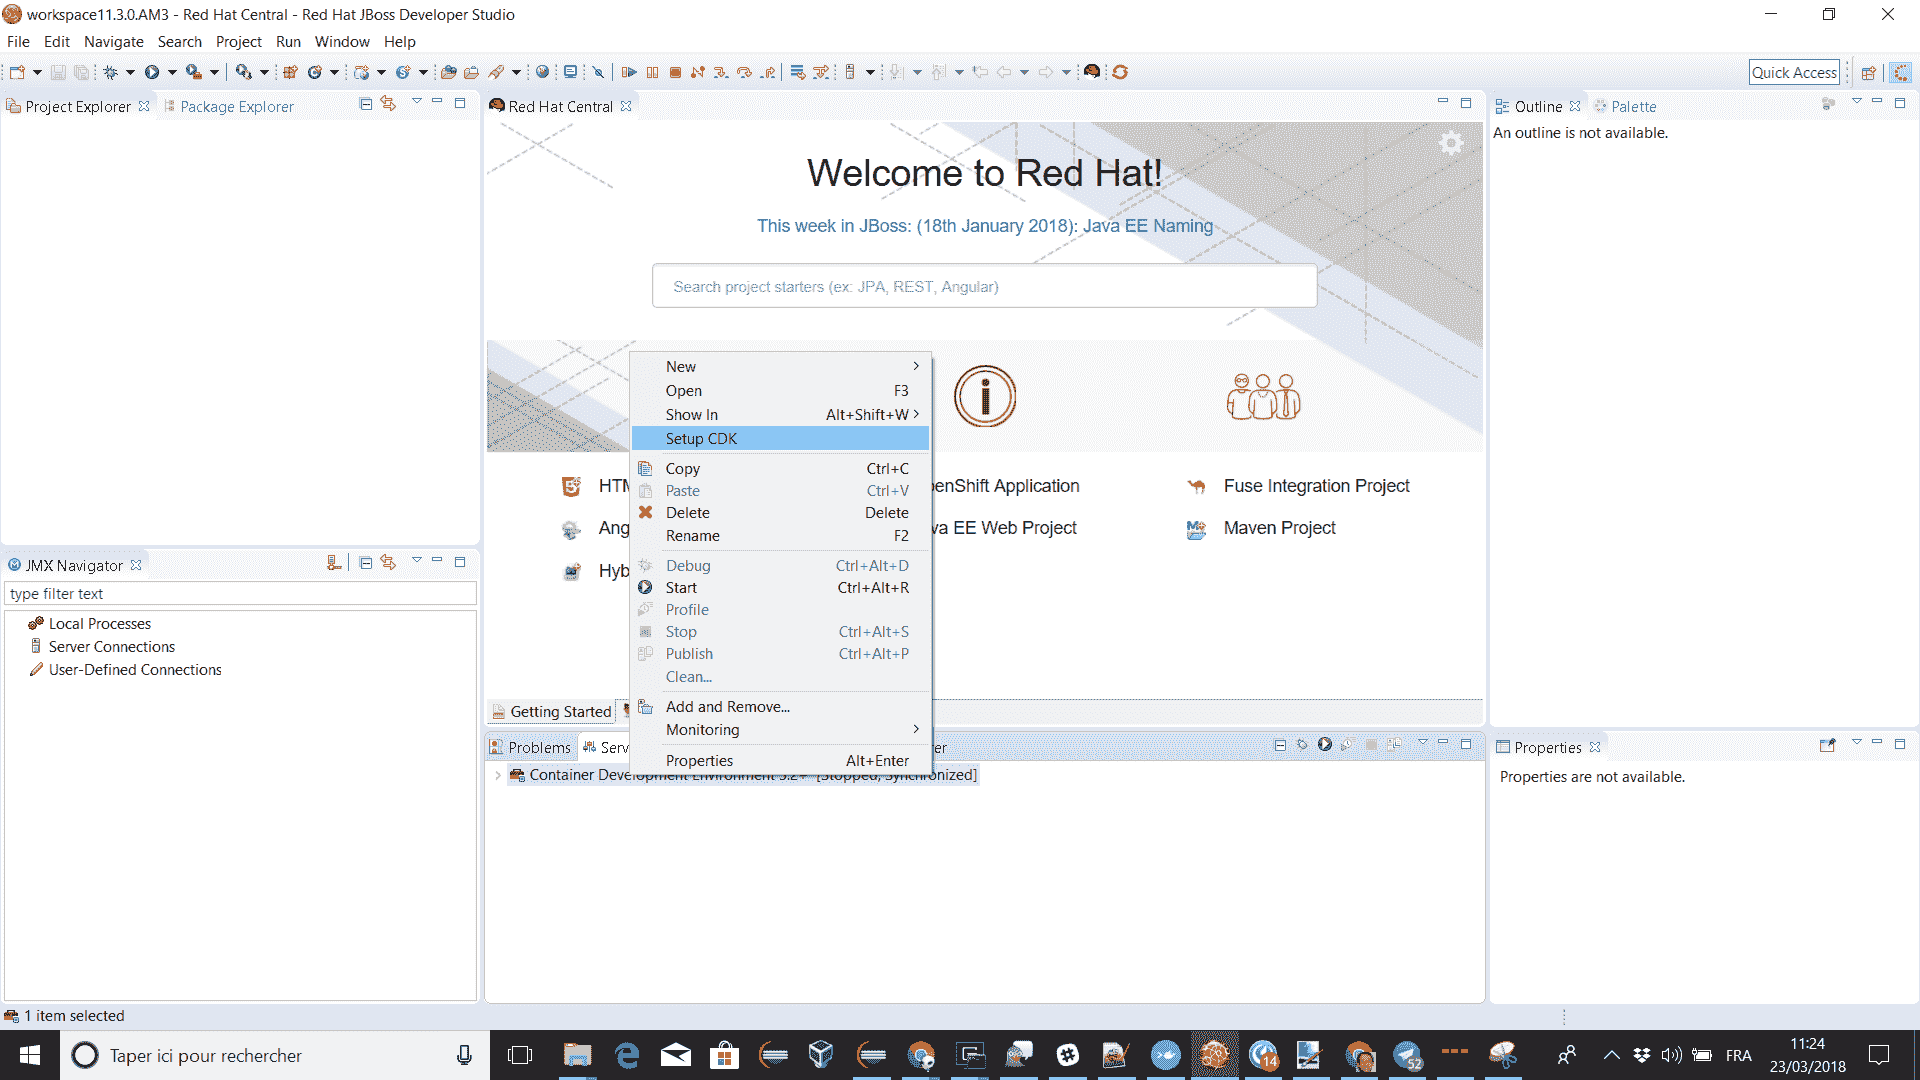 workspace11.3.0.AM3 - Red Hat Central - Red Hat JBoss Developer Studio
File Edit Navigate Search Project Run Window Help
Quick Access
Project Explorer Package Explorer
Red Hat Central
Outline Palette
An outline is not available.
Welcome to Red Hat!
This week in JBoss: (18th January 2018): Java EE Naming
Search project starters (ex: JPA, REST, Angular)
New
Open F3
Show In Alt+Shift+W
Setup CDK
Copy Ctrl+C
Paste Ctrl+V
Delete Delete
Rename F2
Debug Ctrl+Alt+D
Start Ctrl+Alt+R
Profile
Stop Ctrl+Alt+S
Publish Ctrl+Alt+P
Clean...
Add and Remove...
Monitoring
Properties Alt+Enter
HTM
enShift Application
Fuse Integration Project
Ang
va EE Web Project
Maven Project
Hyb
JMX Navigator
type filter text
Local Processes
Server Connections
User-Defined Connections
Getting Started
Problems Serv er
Container Development Environment 3.2+ [Stopped, Synchronized]
Properties
Properties are not available.
1 item selected
Taper ici pour rechercher
14
52
FRA
11:24
23/03/2018